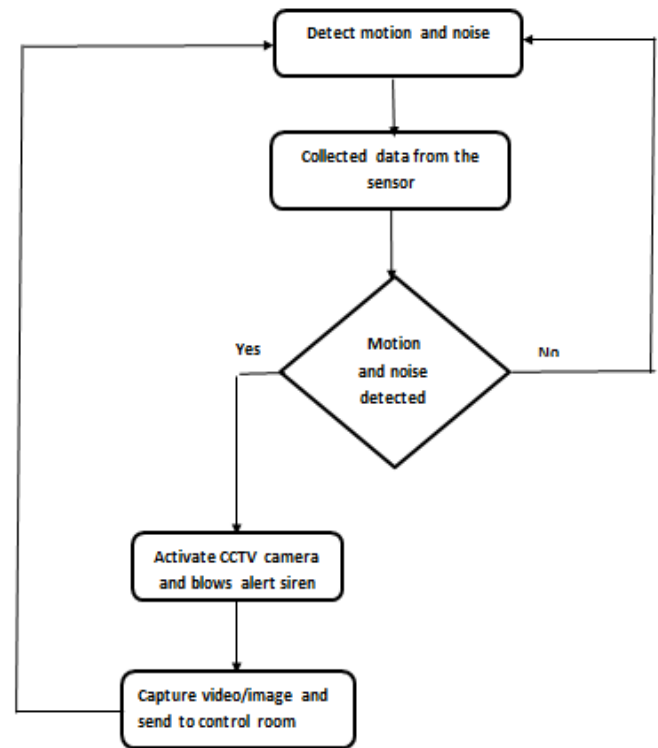 Detect motion and noise
Collected data from the
sensor
Motion
and noise
detected
Yes
No
Activate CCTV camera
and blows alert siren
Capture video/image and
send to control room